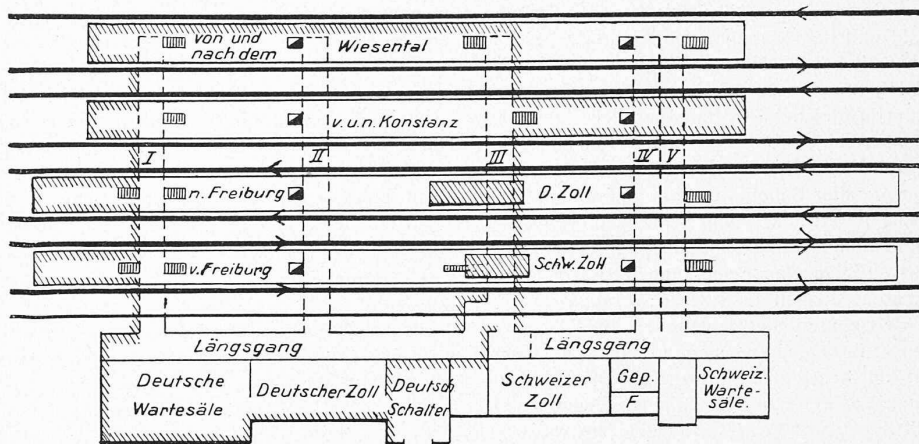 von und
nach dem
Wiesental
v.u.n. Konstanz
I
II
III
IV
V
n. Freiburg
D. Zoll
v. Freiburg
Schw. Zoll
Längsgang
Längsgang
Deutsche
Wartesäle
Deutscher Zoll
Deutsch
Schalter
Schweizer
Zoll
Gep.
F
Schweiz.
Warte-
säle.